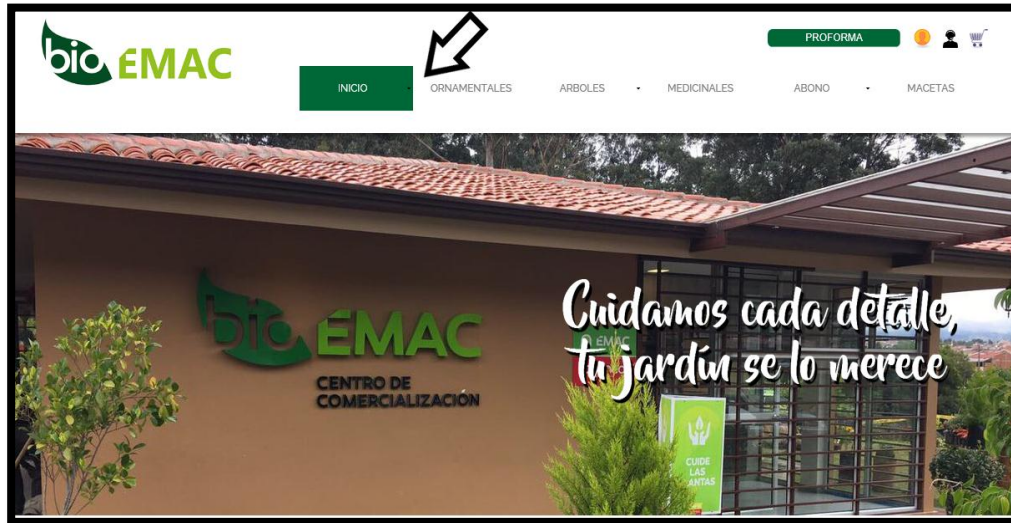 bio EMAC
PROFORMA
INICIO
ORNAMENTALES
ARBOLES
MEDICINALES
ABONO
MACETAS
bio EMAC
CENTRO DE
COMERCIALIZACIÓN
Cuidamos cada detalle,
tu jardín se lo merece
EMAC
CUIDE
LAS